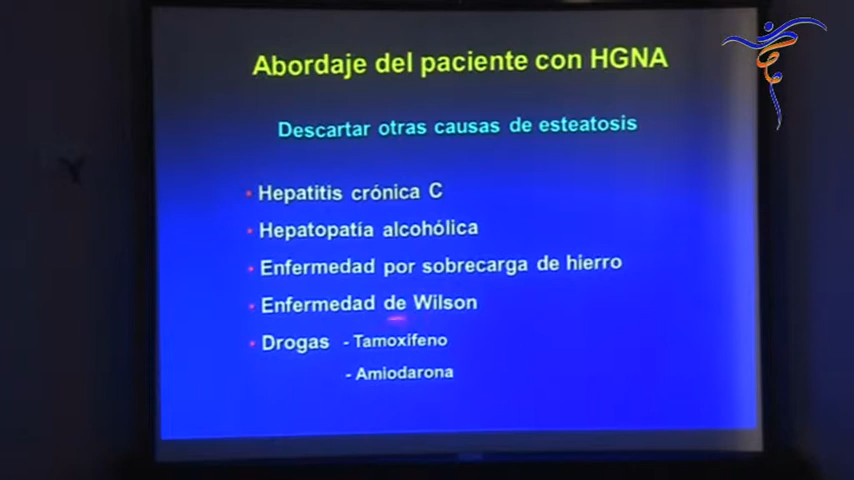 Abordaje del paciente con HGNA
Descartar otras causas de esteatosis
• Hepatitis crónica C
• Hepatopatía alcohólica
• Enfermedad por sobrecarga de hierro
• Enfermedad de Wilson
• Drogas - Tamoxifeno
- Amiodarona